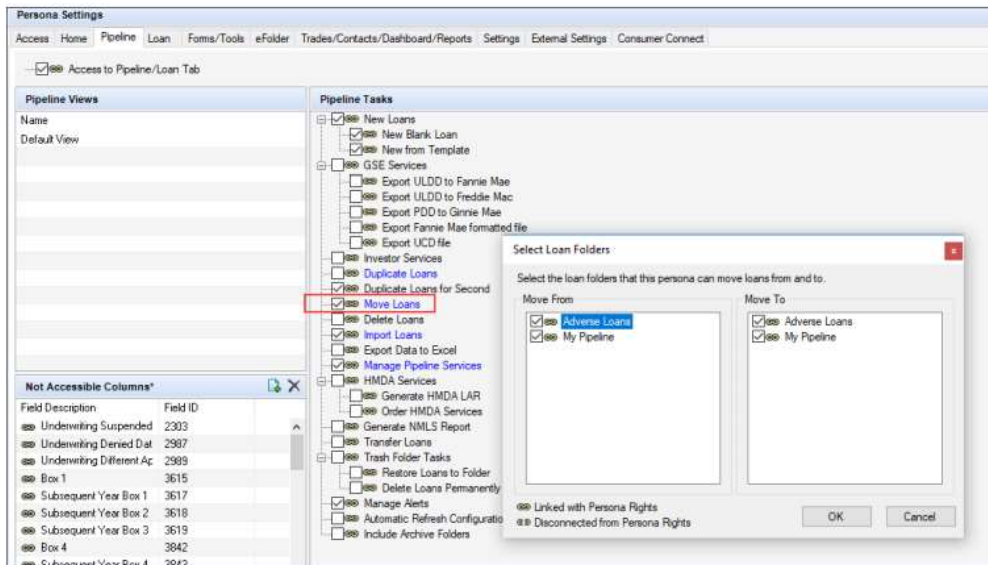 Persona Settings
Access Home Pipeline Loan Forms/Tools eFolder Trades/Contacts/Dashboard/Reports Settings External Settings Consumer Connect
Access to Pipeline/Loan Tab
Pipeline Views
Name
Default View
Not Accessible Columns*
Field Description Field ID
Underwriting Suspended 2303
Underwriting Denied Dat 2987
Underwriting Different Ap 2989
Box 1 3615
Subsequent Year Box 1 3617
Subsequent Year Box 2 3618
Subsequent Year Box 3 3619
Box 4 3842
Subsequent Year Box 4 3843
Pipeline Tasks
New Loans
New Blank Loan
New from Template
GSE Services
Export ULDD to Fannie Mae
Export ULDD to Freddie Mac
Export PDD to Ginnie Mae
Export Fannie Mae formatted file
Export UCD file
Investor Services
Duplicate Loans
Duplicate Loans for Second
Move Loans
Delete Loans
Import Loans
Export Data to Excel
Manage Pipeline Services
HMDA Services
Generate HMDA LAR
Order HMDA Services
Generate NMLS Report
Transfer Loans
Trash Folder Tasks
Restore Loans to Folder
Delete Loans Permanently
Manage Alerts
Automatic Refresh Configuratio
Include Archive Folders
Select Loan Folders
x
Select the loan folders that this persona can move loans from and to.
Move From
Adverse Loans
My Pipeline
Move To
Adverse Loans
My Pipeline
Linked with Persona Rights
Disconnected from Persona Rights
OK Cancel